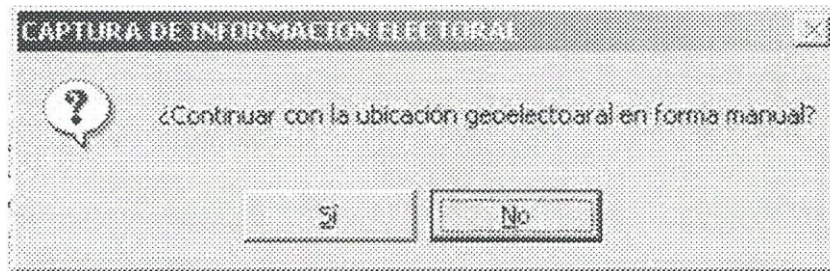 CAPTURA DE INFORMACION ELECTORAL
¿Continuar con la ubicación geoelectoaral en forma manual?
Sí
No